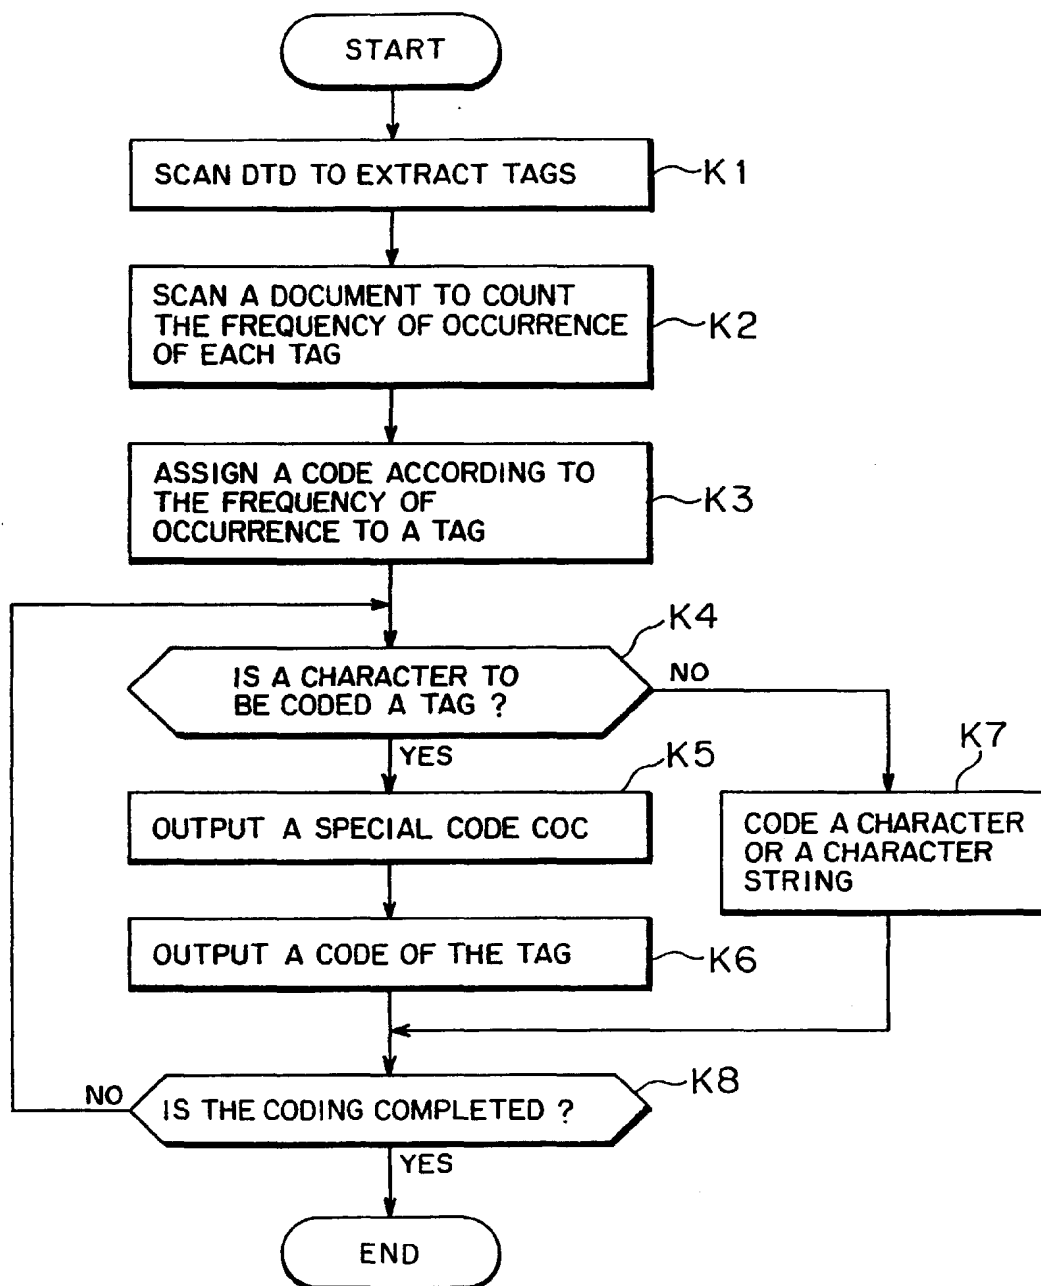 START
SCAN DTD TO EXTRACT TAGS
K1
SCAN A DOCUMENT TO COUNT
THE FREQUENCY OF OCCURRENCE
OF EACH TAG
K2
ASSIGN A CODE ACCORDING TO
THE FREQUENCY OF
OCCURRENCE TO A TAG
K3
IS A CHARACTER TO
BE CODED A TAG ?
K4
NO
YES
K5
OUTPUT A SPECIAL CODE COC
K7
CODE A CHARACTER
OR A CHARACTER
STRING
OUTPUT A CODE OF THE TAG
K6
IS THE CODING COMPLETED ?
K8
NO
YES
END